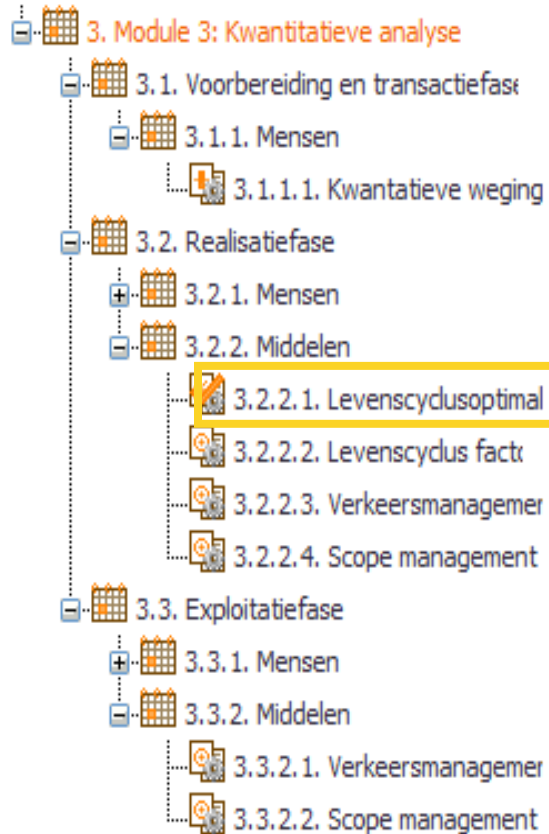 3. Module 3: Kwantitatieve analyse
3.1. Voorbereiding en transactiefase
3.1.1. Mensen
3.1.1.1. Kwantatieve weging
3.2. Realisatiefase
3.2.1. Mensen
3.2.2. Middelen
3.2.2.1. Levenscyclusoptimal
3.2.2.2. Levenscyclus facto
3.2.2.3. Verkeersmanagemer
3.2.2.4. Scope management
3.3. Exploitatiefase
3.3.1. Mensen
3.3.2. Middelen
3.3.2.1. Verkeersmanagemer
3.3.2.2. Scope management